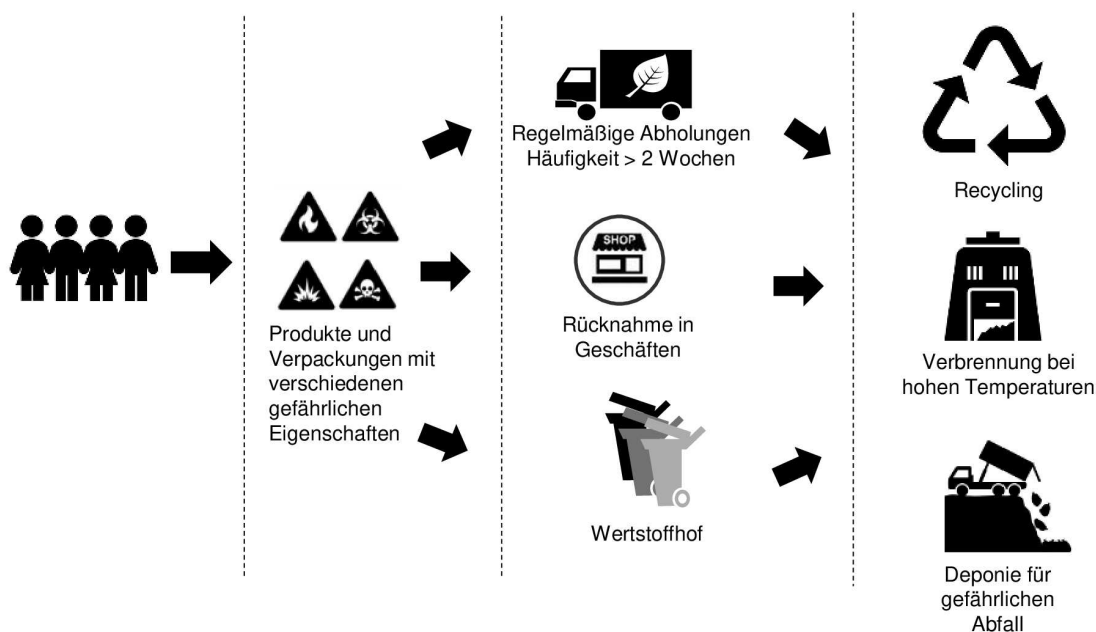 Produkte und
Verpackungen mit
verschiedenen
gefährlichen
Eigenschaften
Regelmäßige Abholungen
Häufigkeit > 2 Wochen
SHOP
Rücknahme in
Geschäften
Wertstoffhof
Recycling
Verbrennung bei
hohen Temperaturen
Deponie für
gefährlichen
Abfall